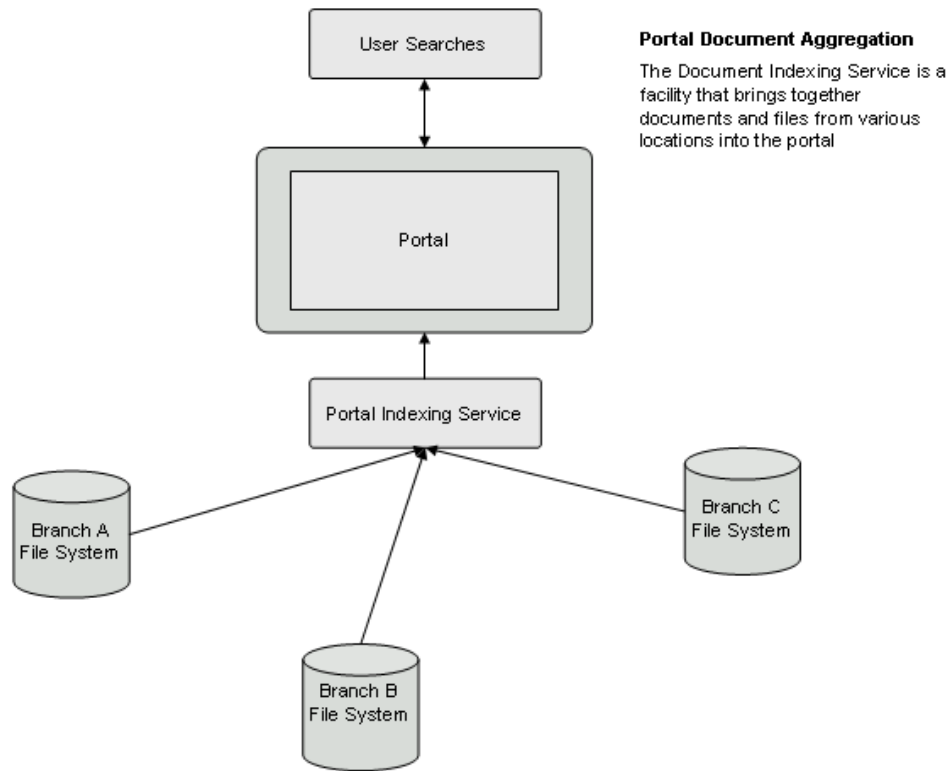 User Searches
Portal Document Aggregation
The Document Indexing Service is a
facility that brings together
documents and files from various
locations into the portal
Portal
Portal Indexing Service
Branch A
File System
Branch C
File System
Branch B
File System